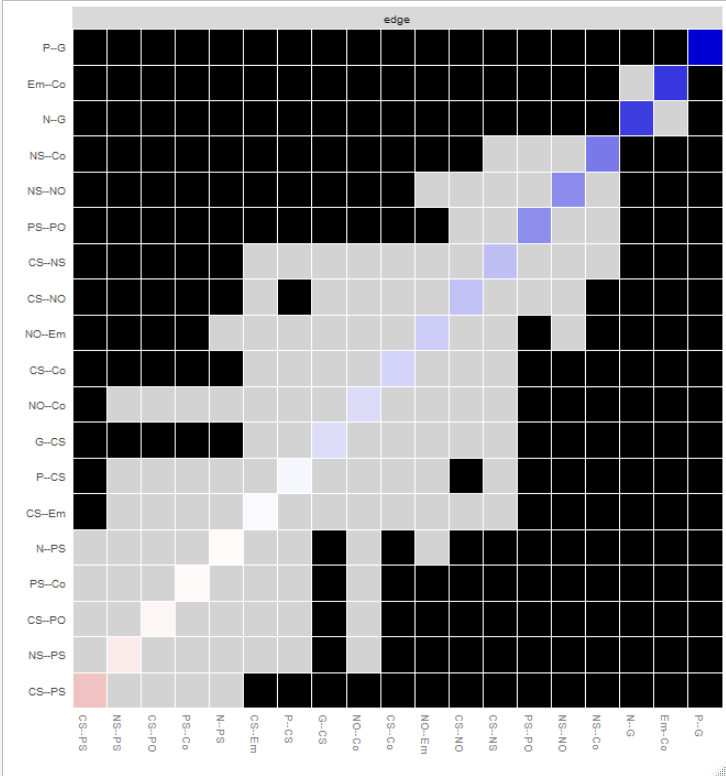 edge
P--G
Em--Co
N--G
NS--Co
NS--NO
PS--PO
CS--NS
CS--NO
NO--Em
CS--Co
NO--Co
G--CS
P--CS
CS--Em
N--PS
PS--Co
CS--PO
NS--PS
CS--PS
CS--PS
NS--PS
CS--PO
PS--Co
N--PS
CS--Em
P--CS
G--CS
NO--Co
CS--Co
NO--Em
CS--NO
CS--NS
PS--PO
NS--NO
NS--Co
N--G
Em--Co
P--G